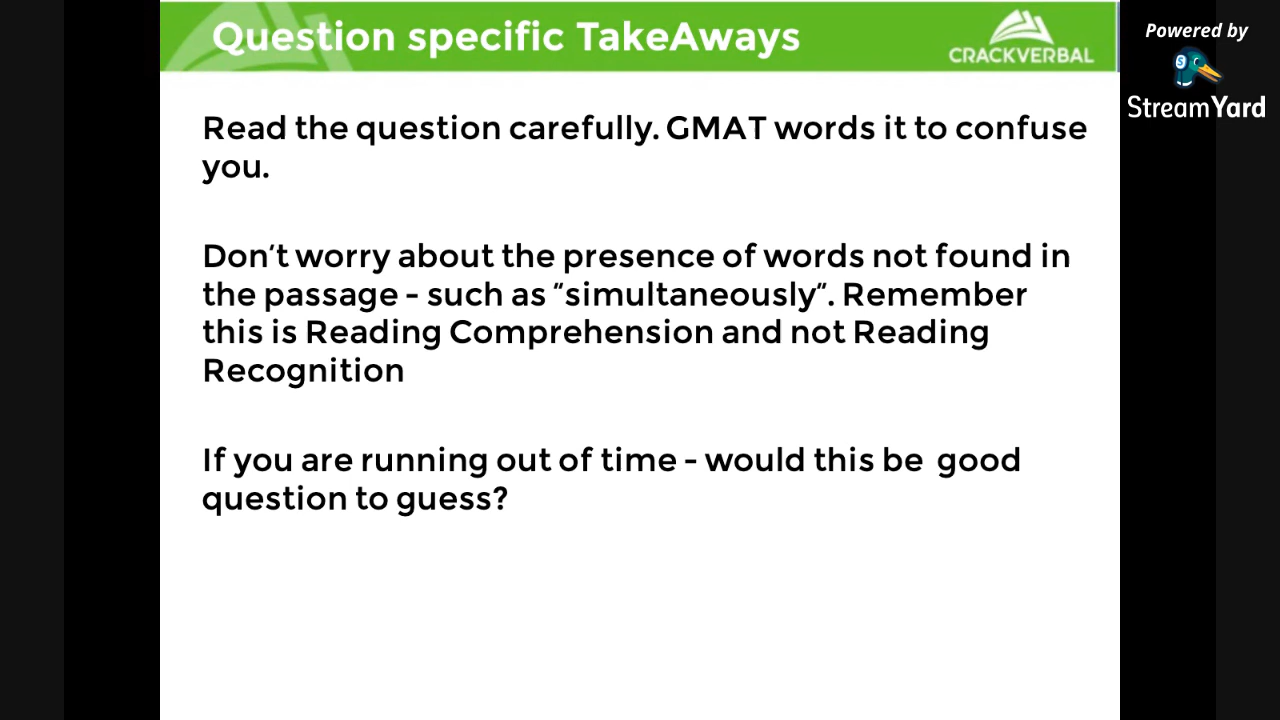 Question specific TakeAways
CRACKVERBAL
Powered by
StreamYard
Read the question carefully. GMAT words it to confuse
you.
Don't worry about the presence of words not found in
the passage - such as "simultaneously". Remember
this is Reading Comprehension and not Reading
Recognition
If you are running out of time - would this be good
question to guess?